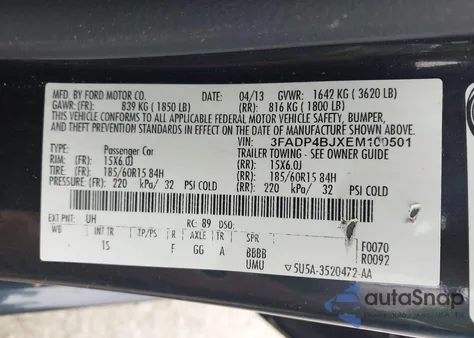 MFD. BY FORD MOTOR CO.
DATE: 04/13 GVWR: 1642 KG ( 3620 LB)
GAWR: (FR): 839 KG ( 1850 LB) (RR): 816 KG ( 1800 LB)
THIS VEHICLE CONFORMS TO ALL APPLICABLE FEDERAL MOTOR VEHICLE SAFETY, BUMPER,
AND THEFT PREVENTION STANDARDS IN EFFECT ON THE DATE OF MANUFACTURE SHOWN ABOVE.
VIN: 3FADP4BJXEM100501
TYPE: Passenger Car TRAILER TOWING - SEE OWNER GUIDE
RIM: (FR): 15X6.0J (RR): 15X6.0J
TIRE: (FR): 185/60R15 84H (RR): 185/60R15 84H
PRESSURE: (FR): 220 kPa/ 32 PSI COLD (RR): 220 kPa/ 32 PSI COLD
EXT PNT: UH RC: 89 DSO:
WB INT TR TP/PS R AXLE TR SPR
IS F GG A BBBB
UMU
F0070
R0092
5U5A-3520472-AA
autoSnap